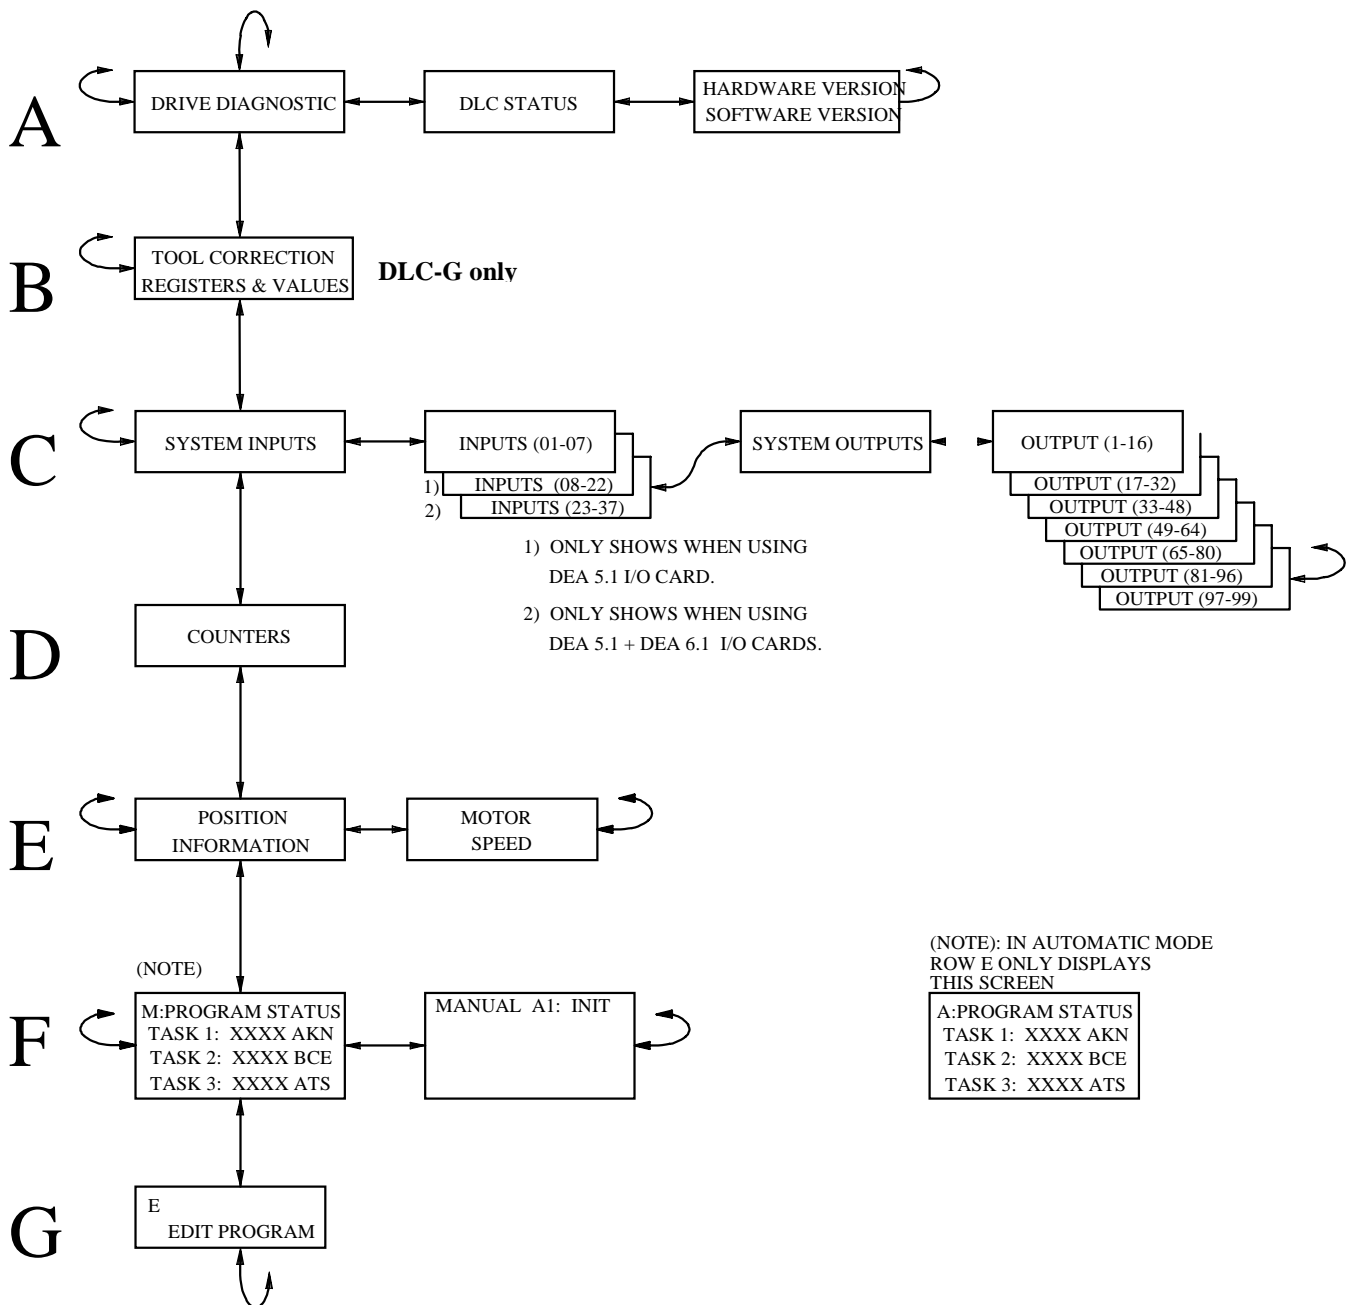 A
DRIVE DIAGNOSTIC
DLC STATUS
HARDWARE VERSION
SOFTWARE VERSION
B
TOOL CORRECTION
REGISTERS & VALUES
DLC-G only
C
SYSTEM INPUTS
INPUTS (01-07)
1) INPUTS (08-22)
2) INPUTS (23-37)
SYSTEM OUTPUTS
OUTPUT (1-16)
OUTPUT (17-32)
OUTPUT (33-48)
OUTPUT (49-64)
OUTPUT (65-80)
OUTPUT (81-96)
OUTPUT (97-99)
1) ONLY SHOWS WHEN USING
DEA 5.1 I/O CARD.
2) ONLY SHOWS WHEN USING
DEA 5.1 + DEA 6.1 I/O CARDS.
D
COUNTERS
E
POSITION
INFORMATION
MOTOR
SPEED
F
(NOTE)
M:PROGRAM STATUS
TASK 1: XXXX AKN
TASK 2: XXXX BCE
TASK 3: XXXX ATS
MANUAL A1: INIT
(NOTE): IN AUTOMATIC MODE
ROW E ONLY DISPLAYS
THIS SCREEN
A:PROGRAM STATUS
TASK 1: XXXX AKN
TASK 2: XXXX BCE
TASK 3: XXXX ATS
G
E
EDIT PROGRAM